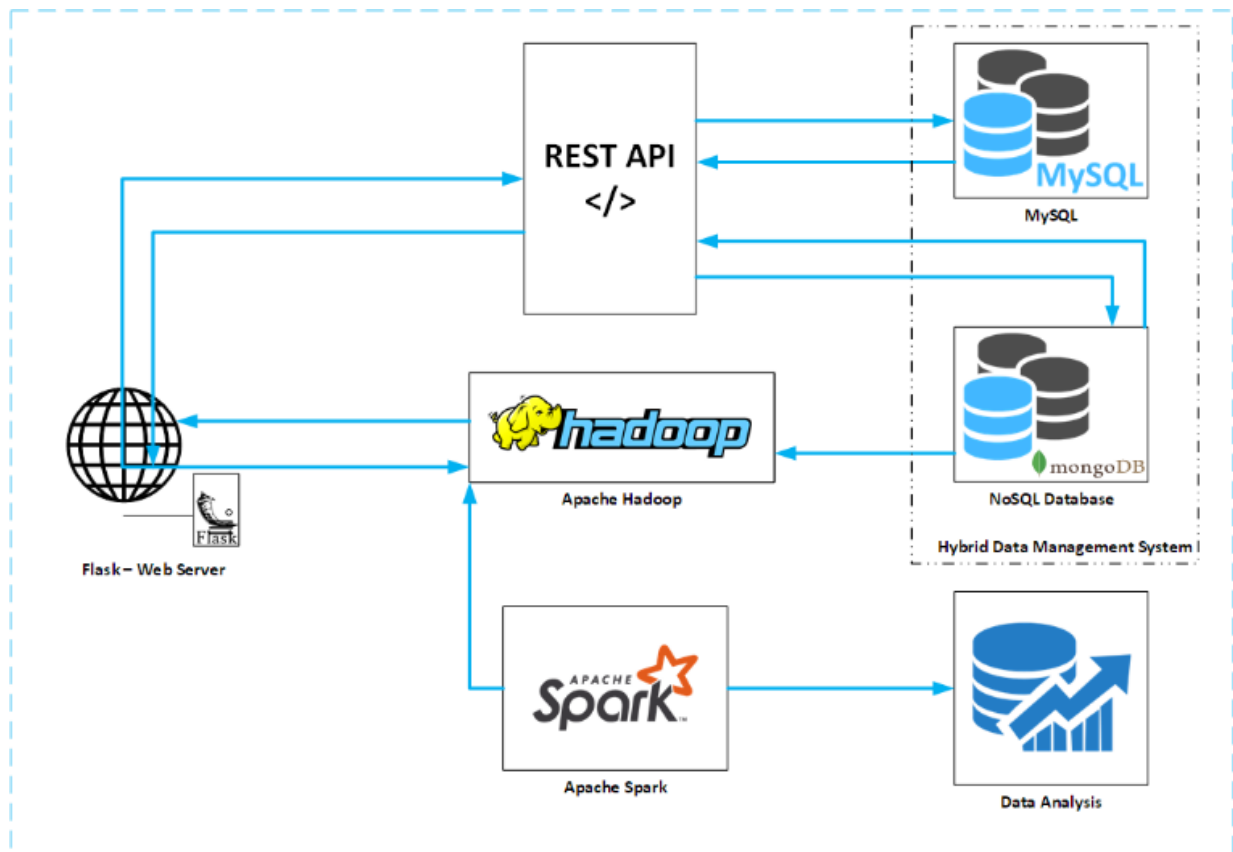 REST API
</>
MySQL
MySQL
hadoop
Apache Hadoop
mongoDB
NoSQL Database
Hybrid Data Management System
Flask
Flask – Web Server
APACHE
Spark™
Apache Spark
Data Analysis